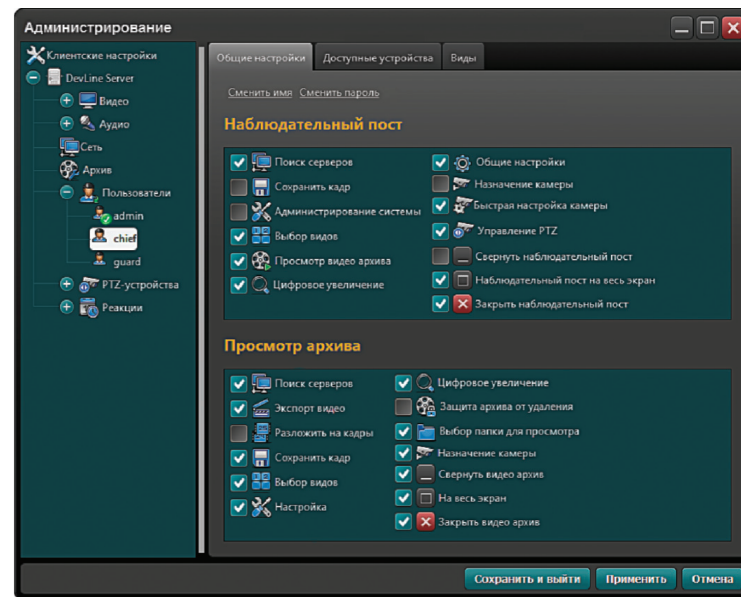 Администрирование
Клиентские настройки
DevLine Server
Видео
Аудио
Сеть
Архив
Пользователи
admin
chief
guard
PTZ-устройства
Реакции
Общие настройки Доступные устройства Виды
Сменить имя Сменить пароль
Наблюдательный пост
Поиск серверов
Сохранить кадр
Администрирование системы
Выбор видов
Просмотр видео архива
Цифровое увеличение
Общие настройки
Назначение камеры
Быстрая настройка камеры
Управление PTZ
Свернуть наблюдательный пост
Наблюдательный пост на весь экран
Закрыть наблюдательный пост
Просмотр архива
Поиск серверов
Экспорт видео
Разложить на кадры
Сохранить кадр
Выбор видов
Настройка
Цифровое увеличение
Защита архива от удаления
Выбор папки для просмотра
Назначение камеры
Свернуть видео архив
На весь экран
Закрыть видео архив
Сохранить и выйти Применить Отмена